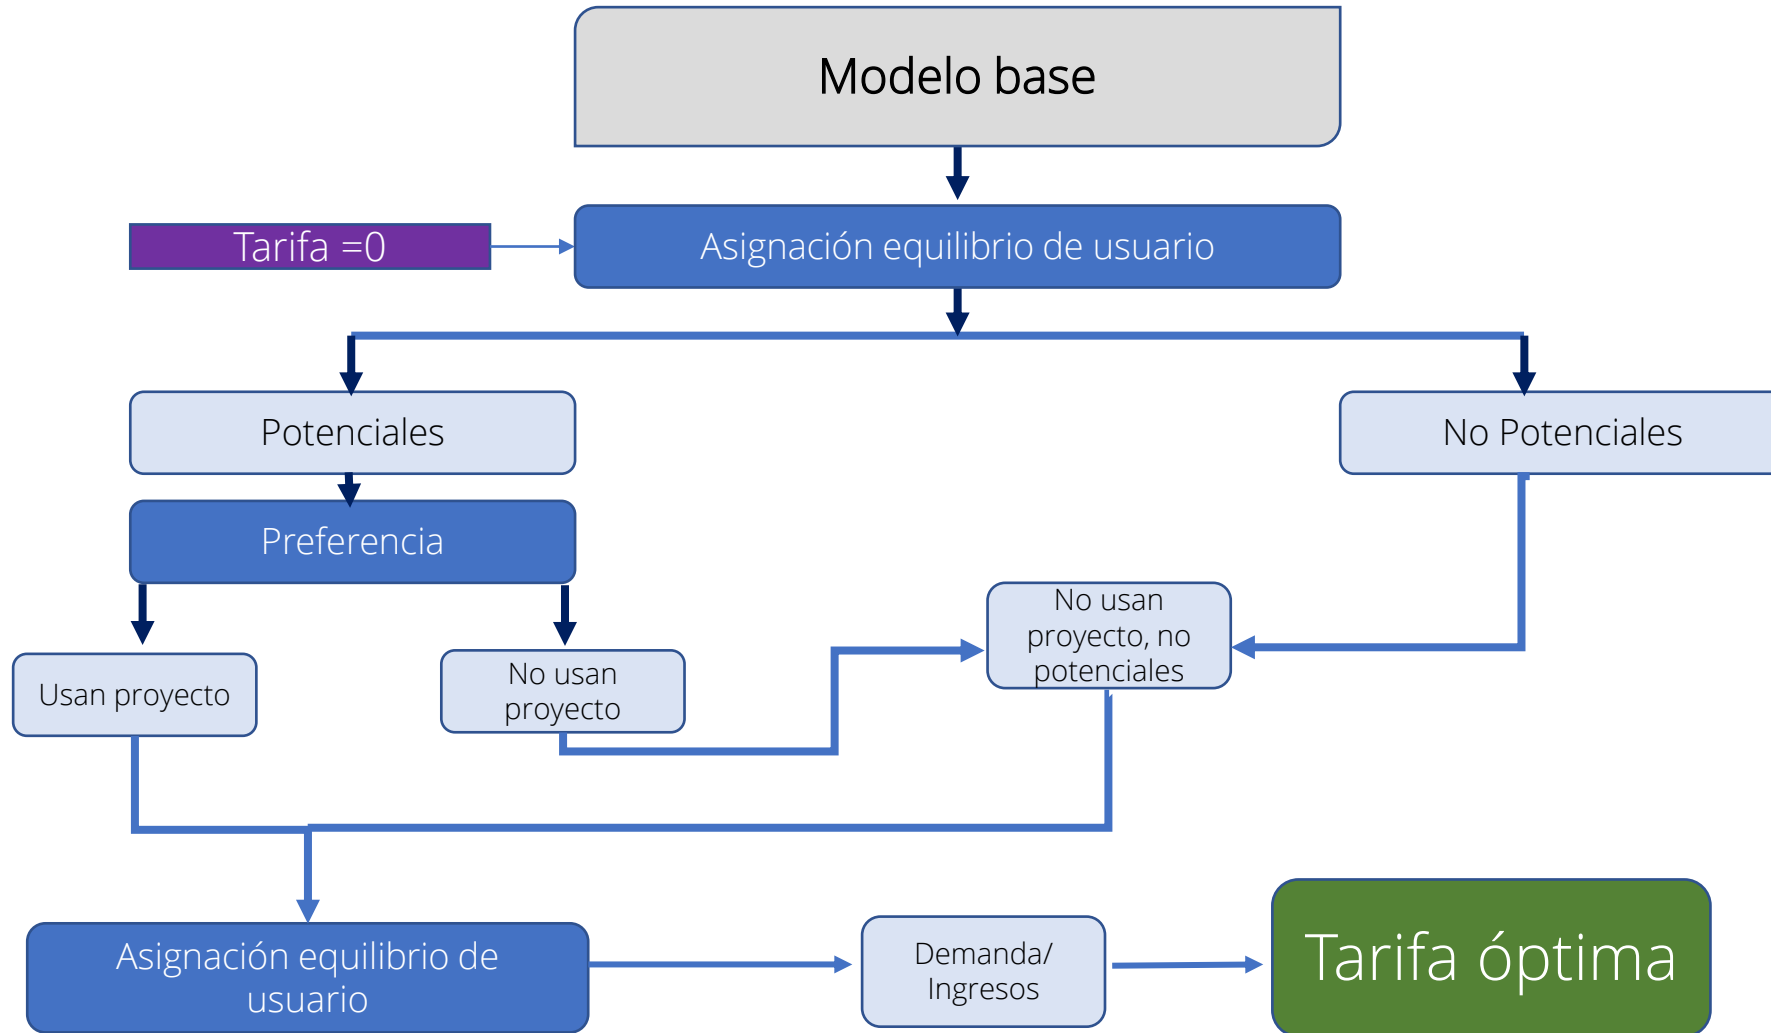 Modelo base
Tarifa =0
Asignación equilibrio de usuario
Potenciales
No Potenciales
Preferencia
No usan
proyecto, no
potenciales
Usan proyecto
No usan
proyecto
Asignación equilibrio de
usuario
Demanda/
Ingresos
Tarifa óptima